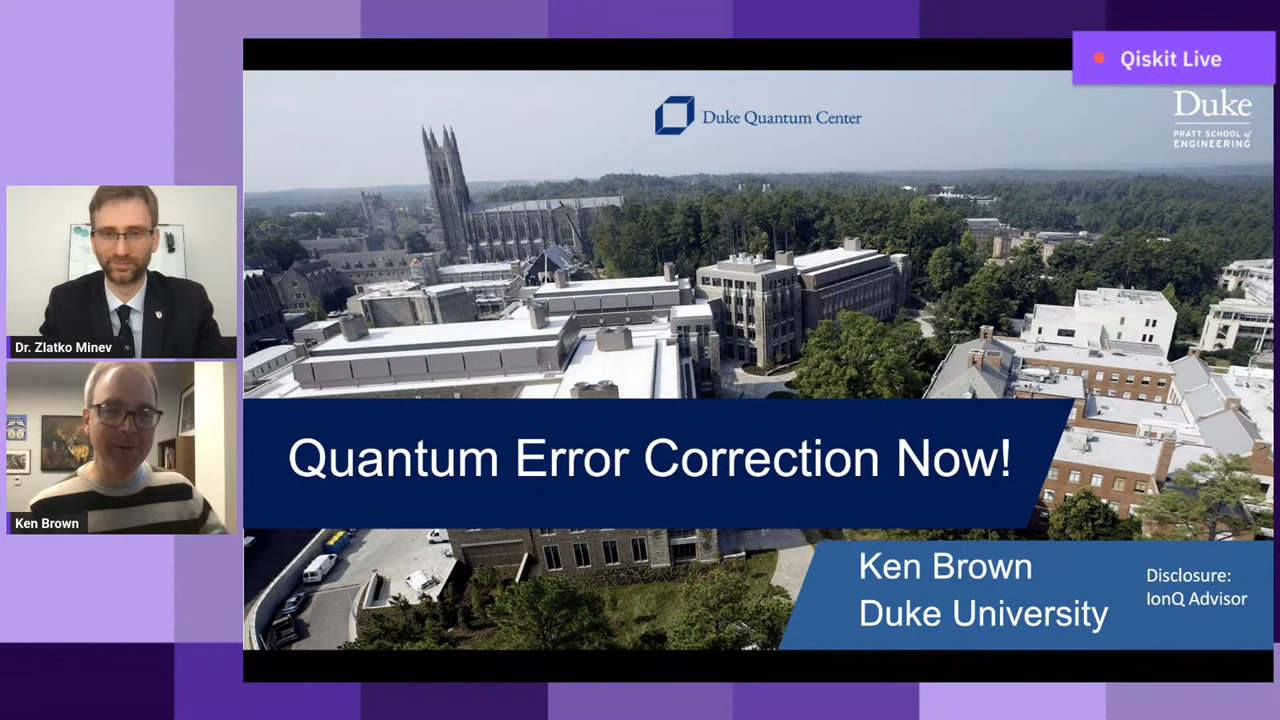 Qiskit Live
Duke Quantum Center
Duke
PRATT SCHOOL of
ENGINEERING
Dr. Zlatko Minev
Ken Brown
Quantum Error Correction Now!
Ken Brown
Duke University
Disclosure:
IonQ Advisor